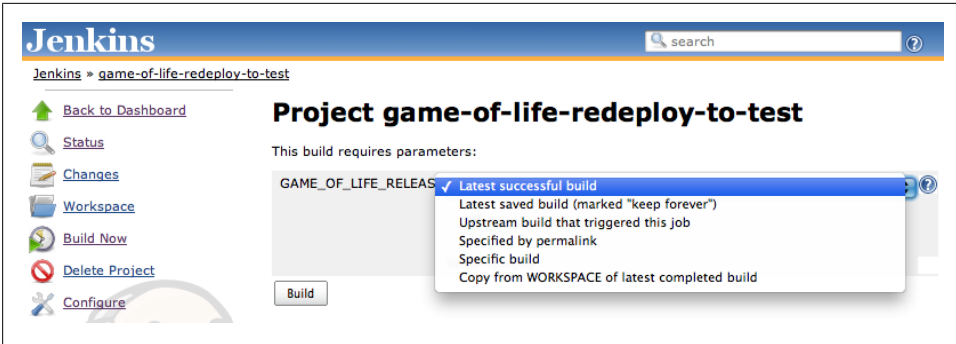 Jenkins
search
Jenkins » game-of-life-redeploy-to-test
Back to Dashboard
Status
Changes
Workspace
Build Now
Delete Project
Configure
Project game-of-life-redeploy-to-test
This build requires parameters:
GAME_OF_LIFE_RELEAS
✓ Latest successful build
Latest saved build (marked "keep forever")
Upstream build that triggered this job
Specified by permalink
Specific build
Copy from WORKSPACE of latest completed build
Build